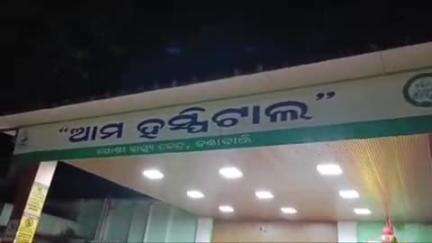 “ଆମ ହସ୍ପିଟାଲ”
ଗୋଷ୍ଠୀ ସ୍ୱାସ୍ଥ୍ୟ କେନ୍ଦ୍ର,